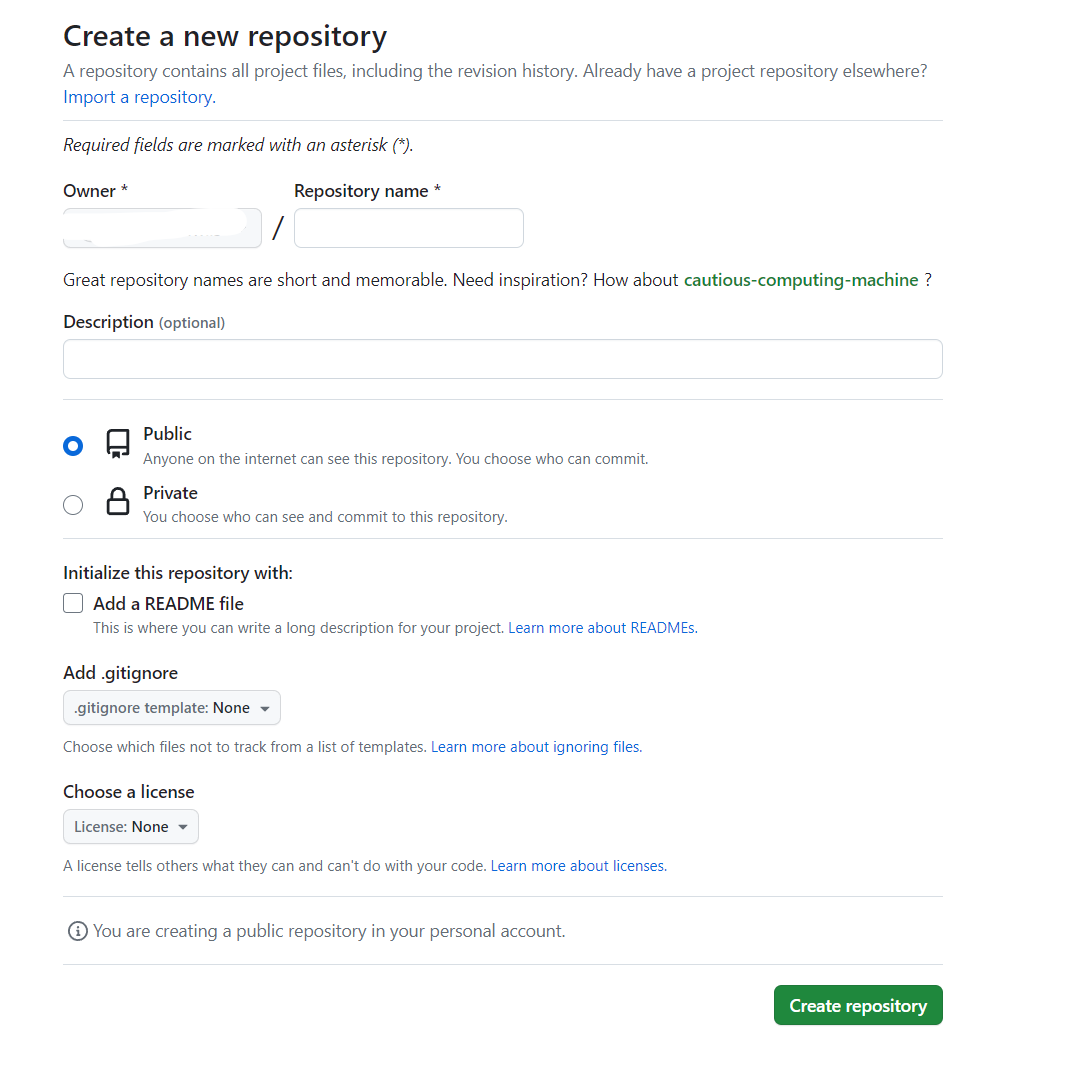 Create a new repository
A repository contains all project files, including the revision history. Already have a project repository elsewhere?
Import a repository.
Required fields are marked with an asterisk (*).
Owner * Repository name *
/
Great repository names are short and memorable. Need inspiration? How about cautious-computing-machine ?
Description (optional)
Public
Anyone on the internet can see this repository. You choose who can commit.
Private
You choose who can see and commit to this repository.
Initialize this repository with:
Add a README file
This is where you can write a long description for your project. Learn more about READMEs.
Add .gitignore
.gitignore template: None
Choose which files not to track from a list of templates. Learn more about ignoring files.
Choose a license
License: None
A license tells others what they can and can't do with your code. Learn more about licenses.
You are creating a public repository in your personal account.
Create repository